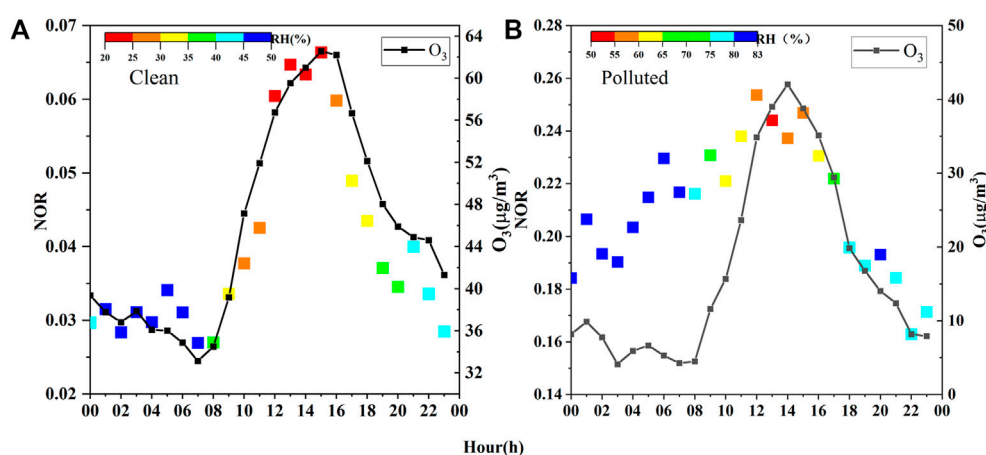 A
RH(%)
20 25 30 35 40 45 50
Clean
O3
NOR
0.07
0.06
0.05
0.04
0.03
0.02
64
60
56
52
48
44
40
36
32
O3(μg/m3)
00 02 04 06 08 10 12 14 16 18 20 22 00
B
RH（%）
50 55 60 65 70 75 80 83
Polluted
O3
NOR
0.28
0.26
0.24
0.22
0.20
0.18
0.16
0.14
50
40
30
20
10
0
O3(μg/m3)
00 02 04 06 08 10 12 14 16 18 20 22 00
Hour(h)